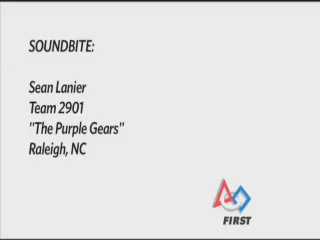 SOUNDBITE:
Sean Lanier
Team 2901
"The Purple Gears"
Raleigh, NC
FIRST